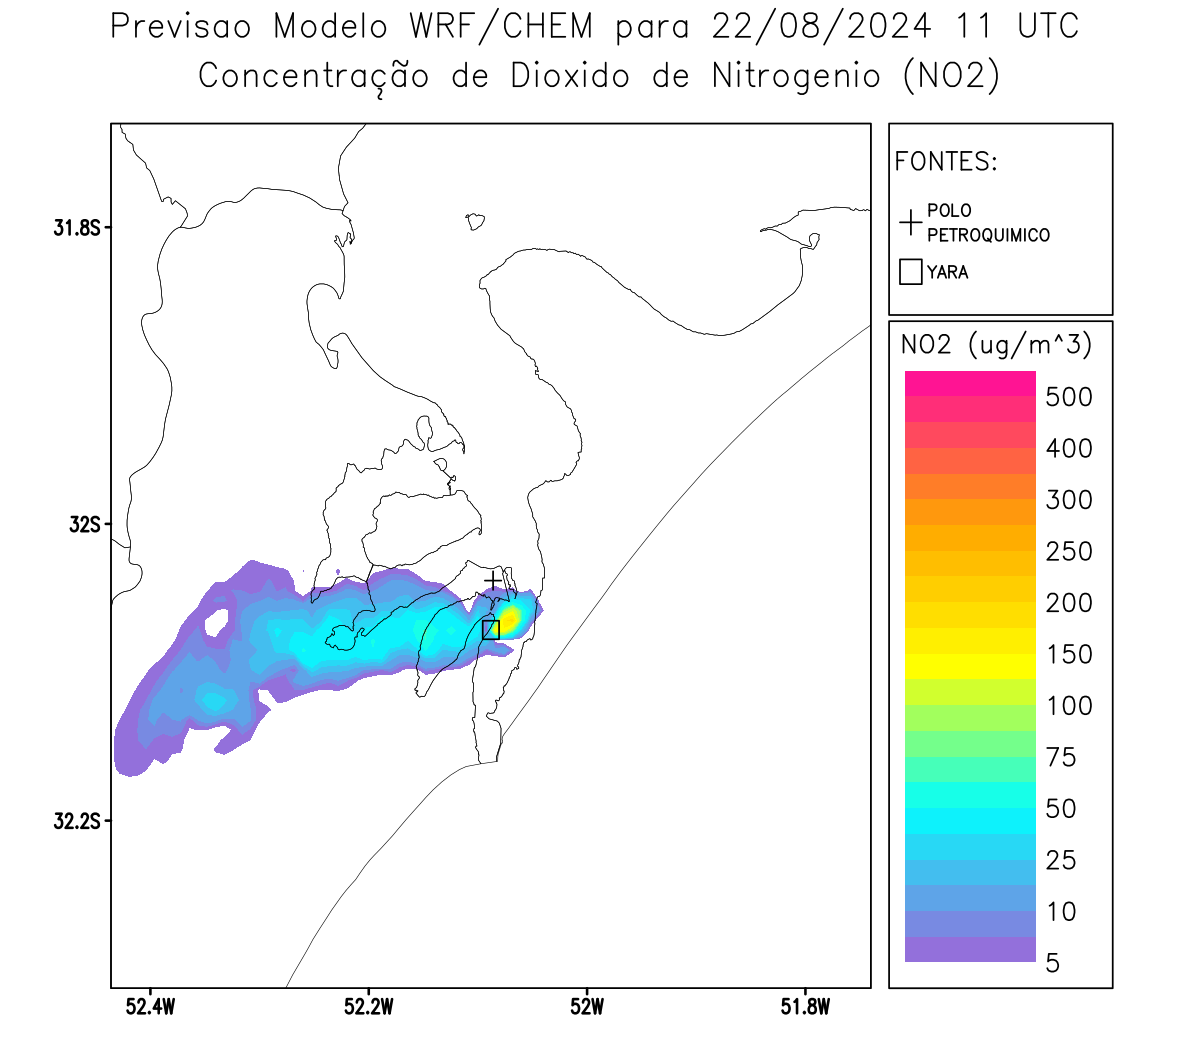 Previsao Modelo WRF/CHEM para 22/08/2024 11 UTC
Concentração de Dioxido de Nitrogenio (NO2)
FONTES:
POLO
PETROQUIMICO
YARA
NO2 (ug/m^3)
500
400
300
250
200
150
100
75
50
25
10
5
31.8S
32S
32.2S
52.4W
52.2W
52W
51.8W